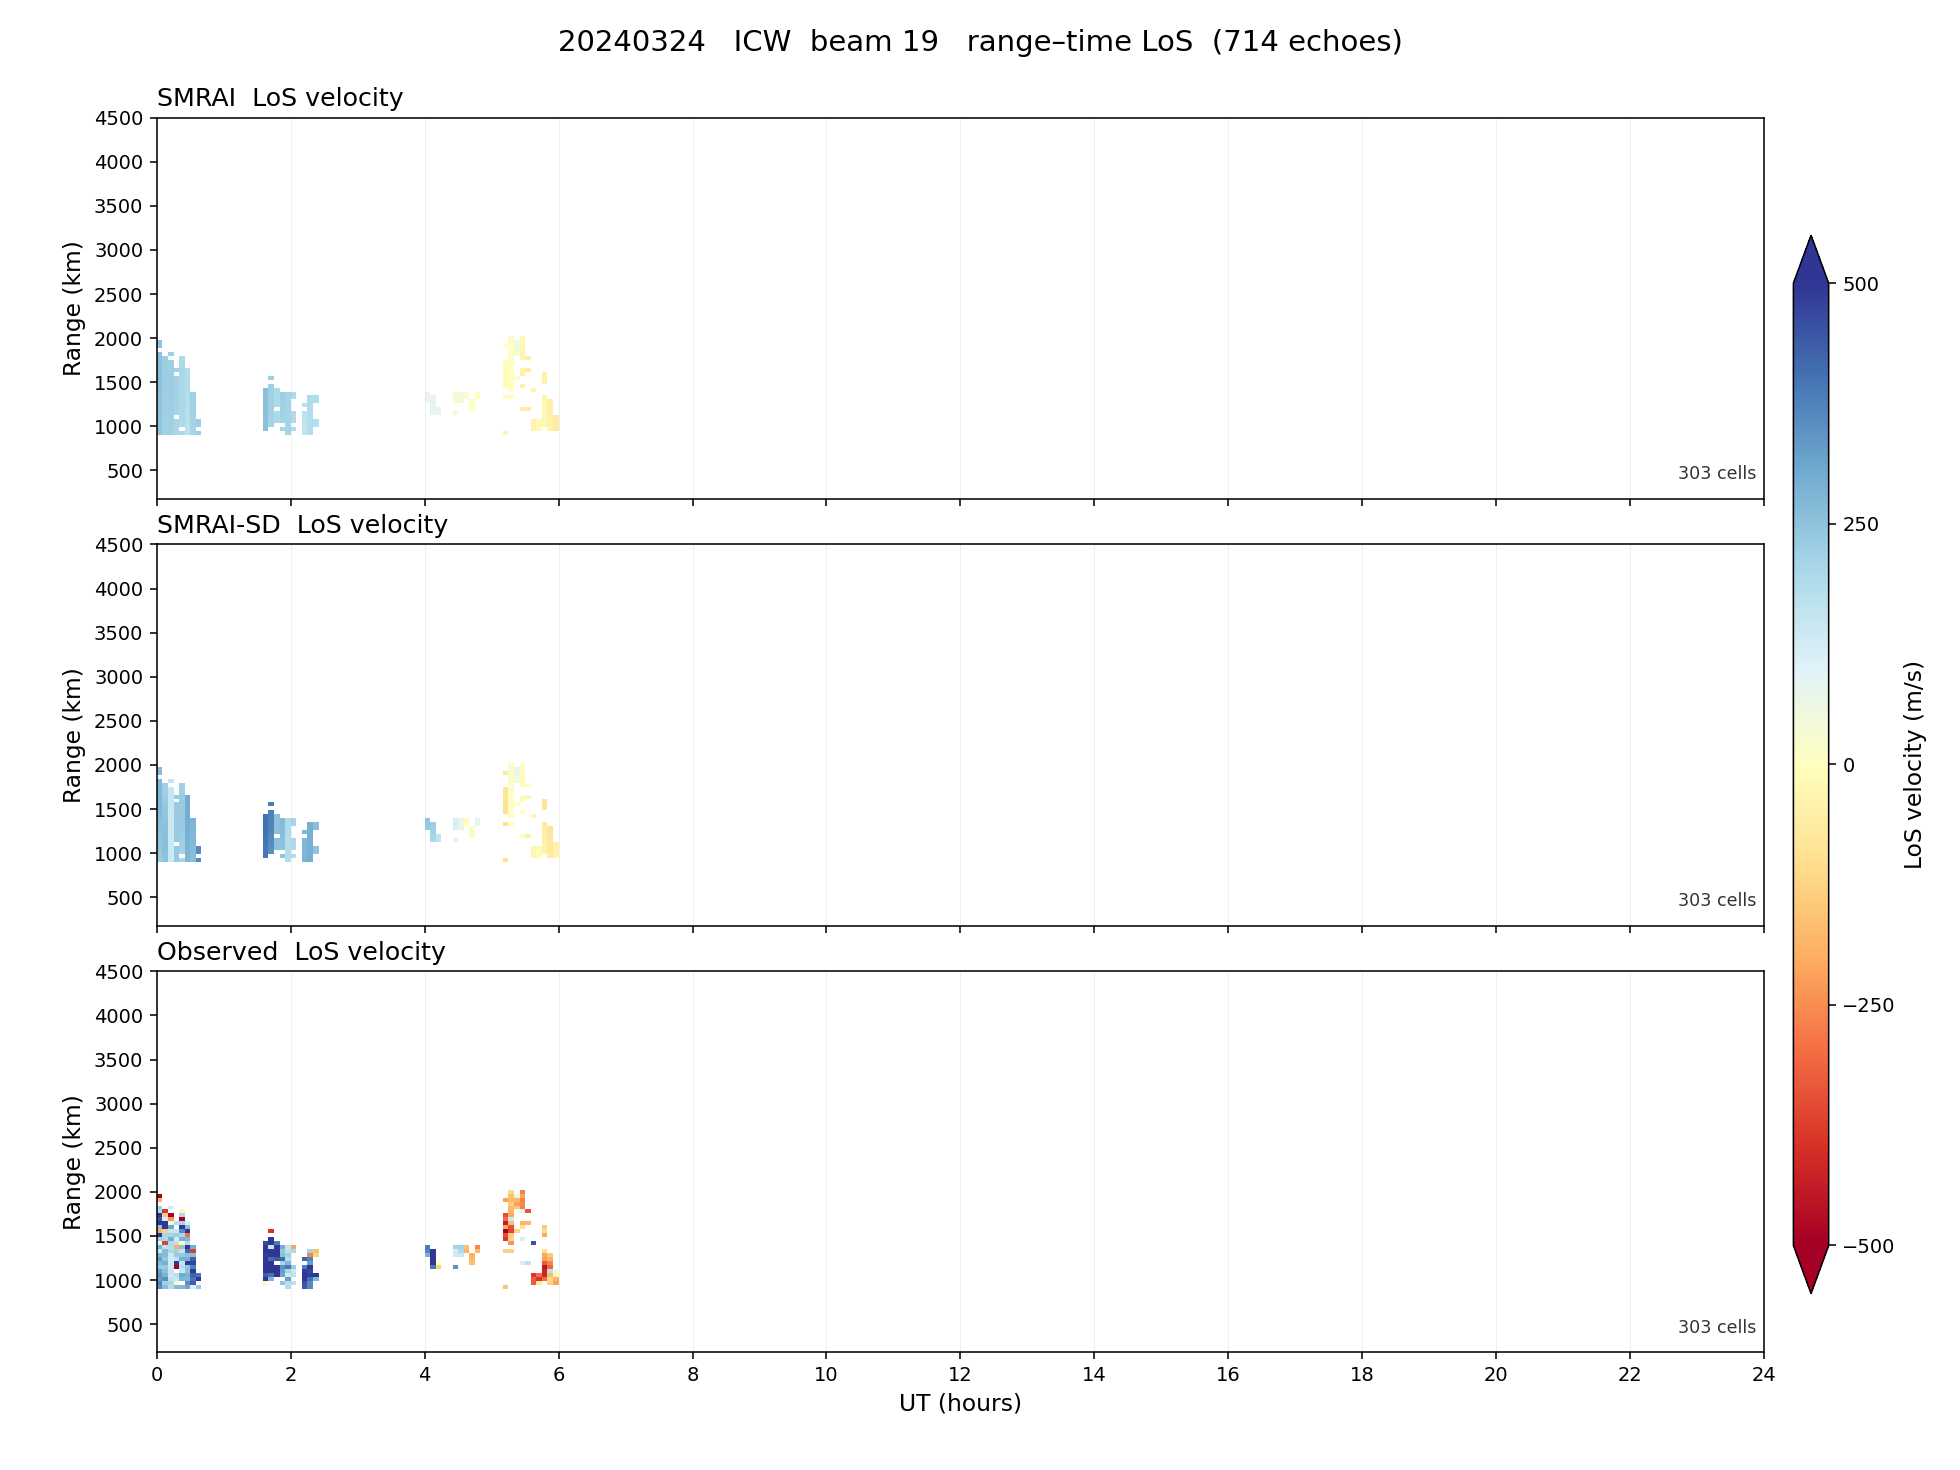 20240324   ICW  beam 19   range–time LoS  (714 echoes)
SMRAI  LoS velocity
4500
4000
3500
3000
2500
2000
1500
1000
500
Range (km)
303 cells
SMRAI-SD  LoS velocity
4500
4000
3500
3000
2500
2000
1500
1000
500
Range (km)
303 cells
Observed  LoS velocity
4500
4000
3500
3000
2500
2000
1500
1000
500
Range (km)
303 cells
0 2 4 6 8 10 12 14 16 18 20 22 24
UT (hours)
500
250
0
−250
−500
LoS velocity (m/s)